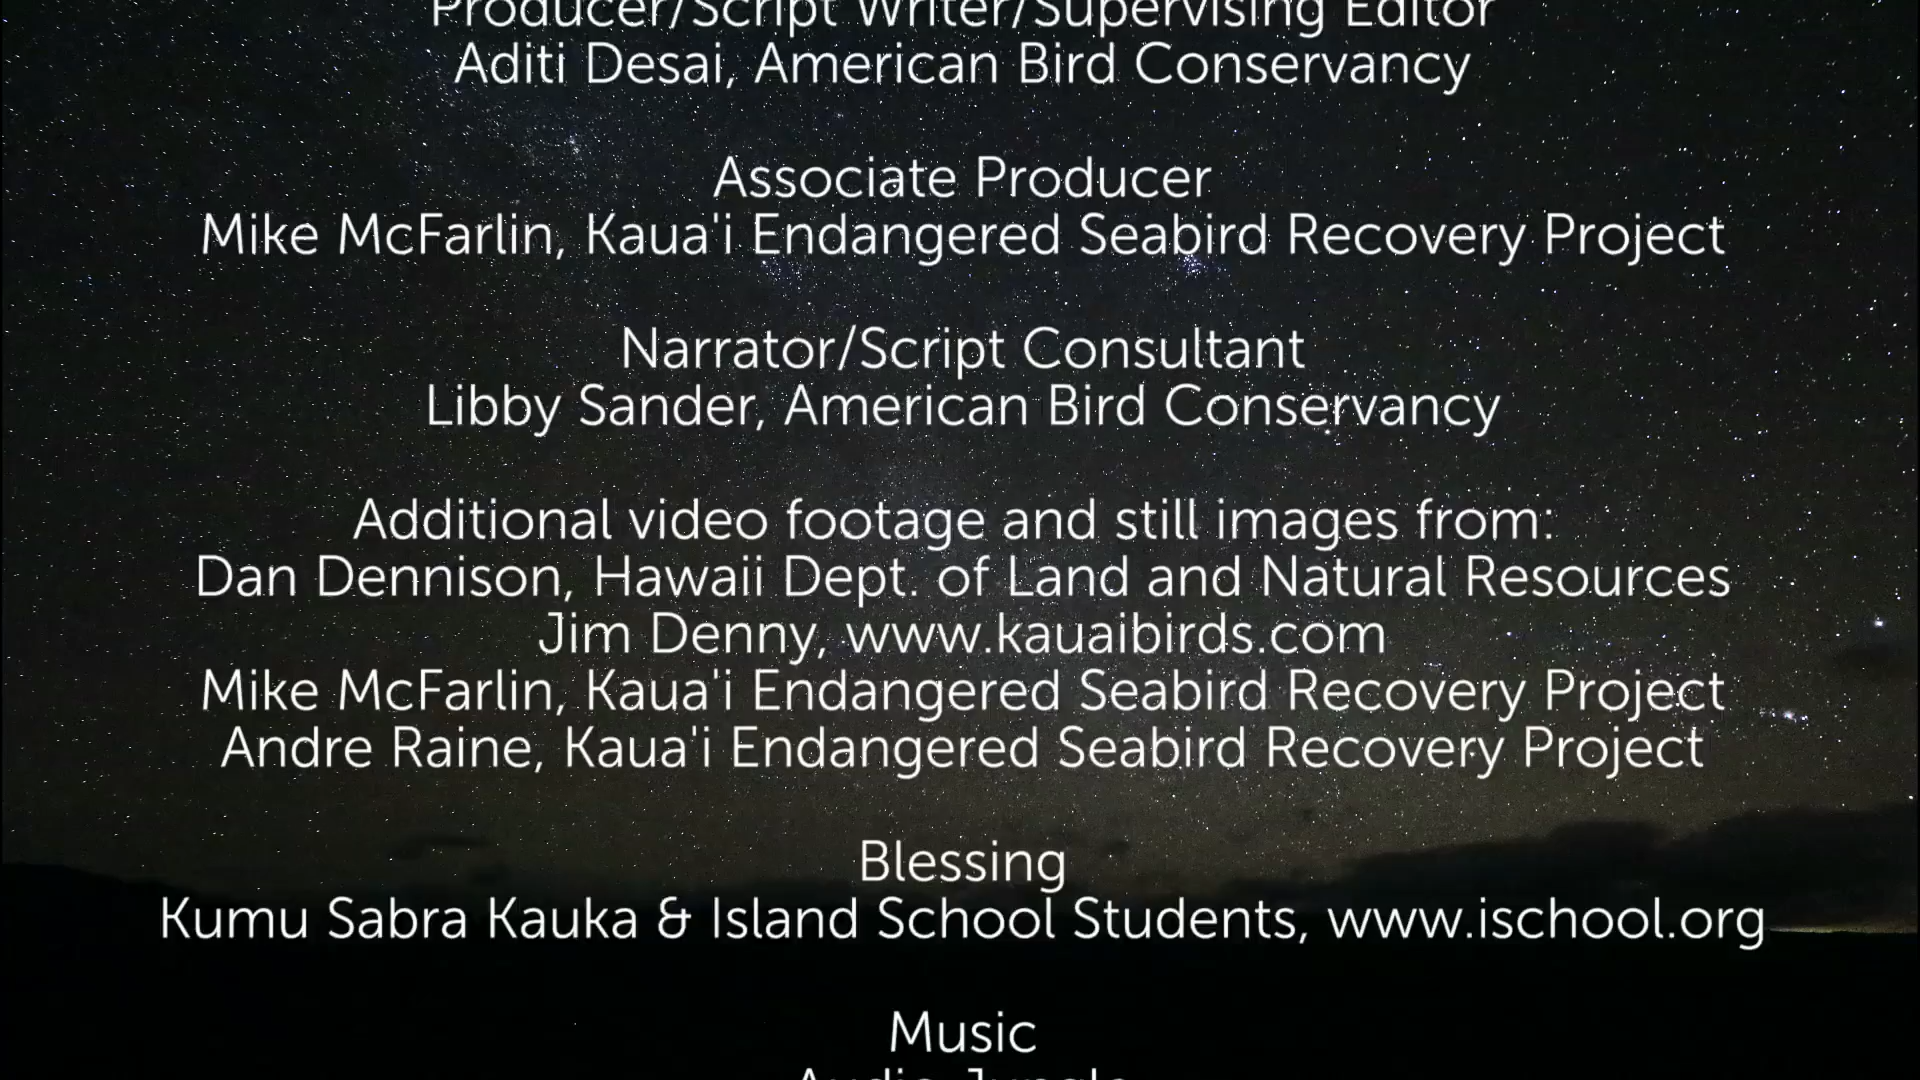 Producer/Script Writer/Supervising Editor
Aditi Desai, American Bird Conservancy
Associate Producer
Mike McFarlin, Kaua'i Endangered Seabird Recovery Project
Narrator/Script Consultant
Libby Sander, American Bird Conservancy
Additional video footage and still images from:
Dan Dennison, Hawaii Dept. of Land and Natural Resources
Jim Denny, www.kauaibirds.com
Mike McFarlin, Kaua'i Endangered Seabird Recovery Project
Andre Raine, Kaua'i Endangered Seabird Recovery Project
Blessing
Kumu Sabra Kauka & Island School Students, www.ischool.org
Music
Audio Jungle